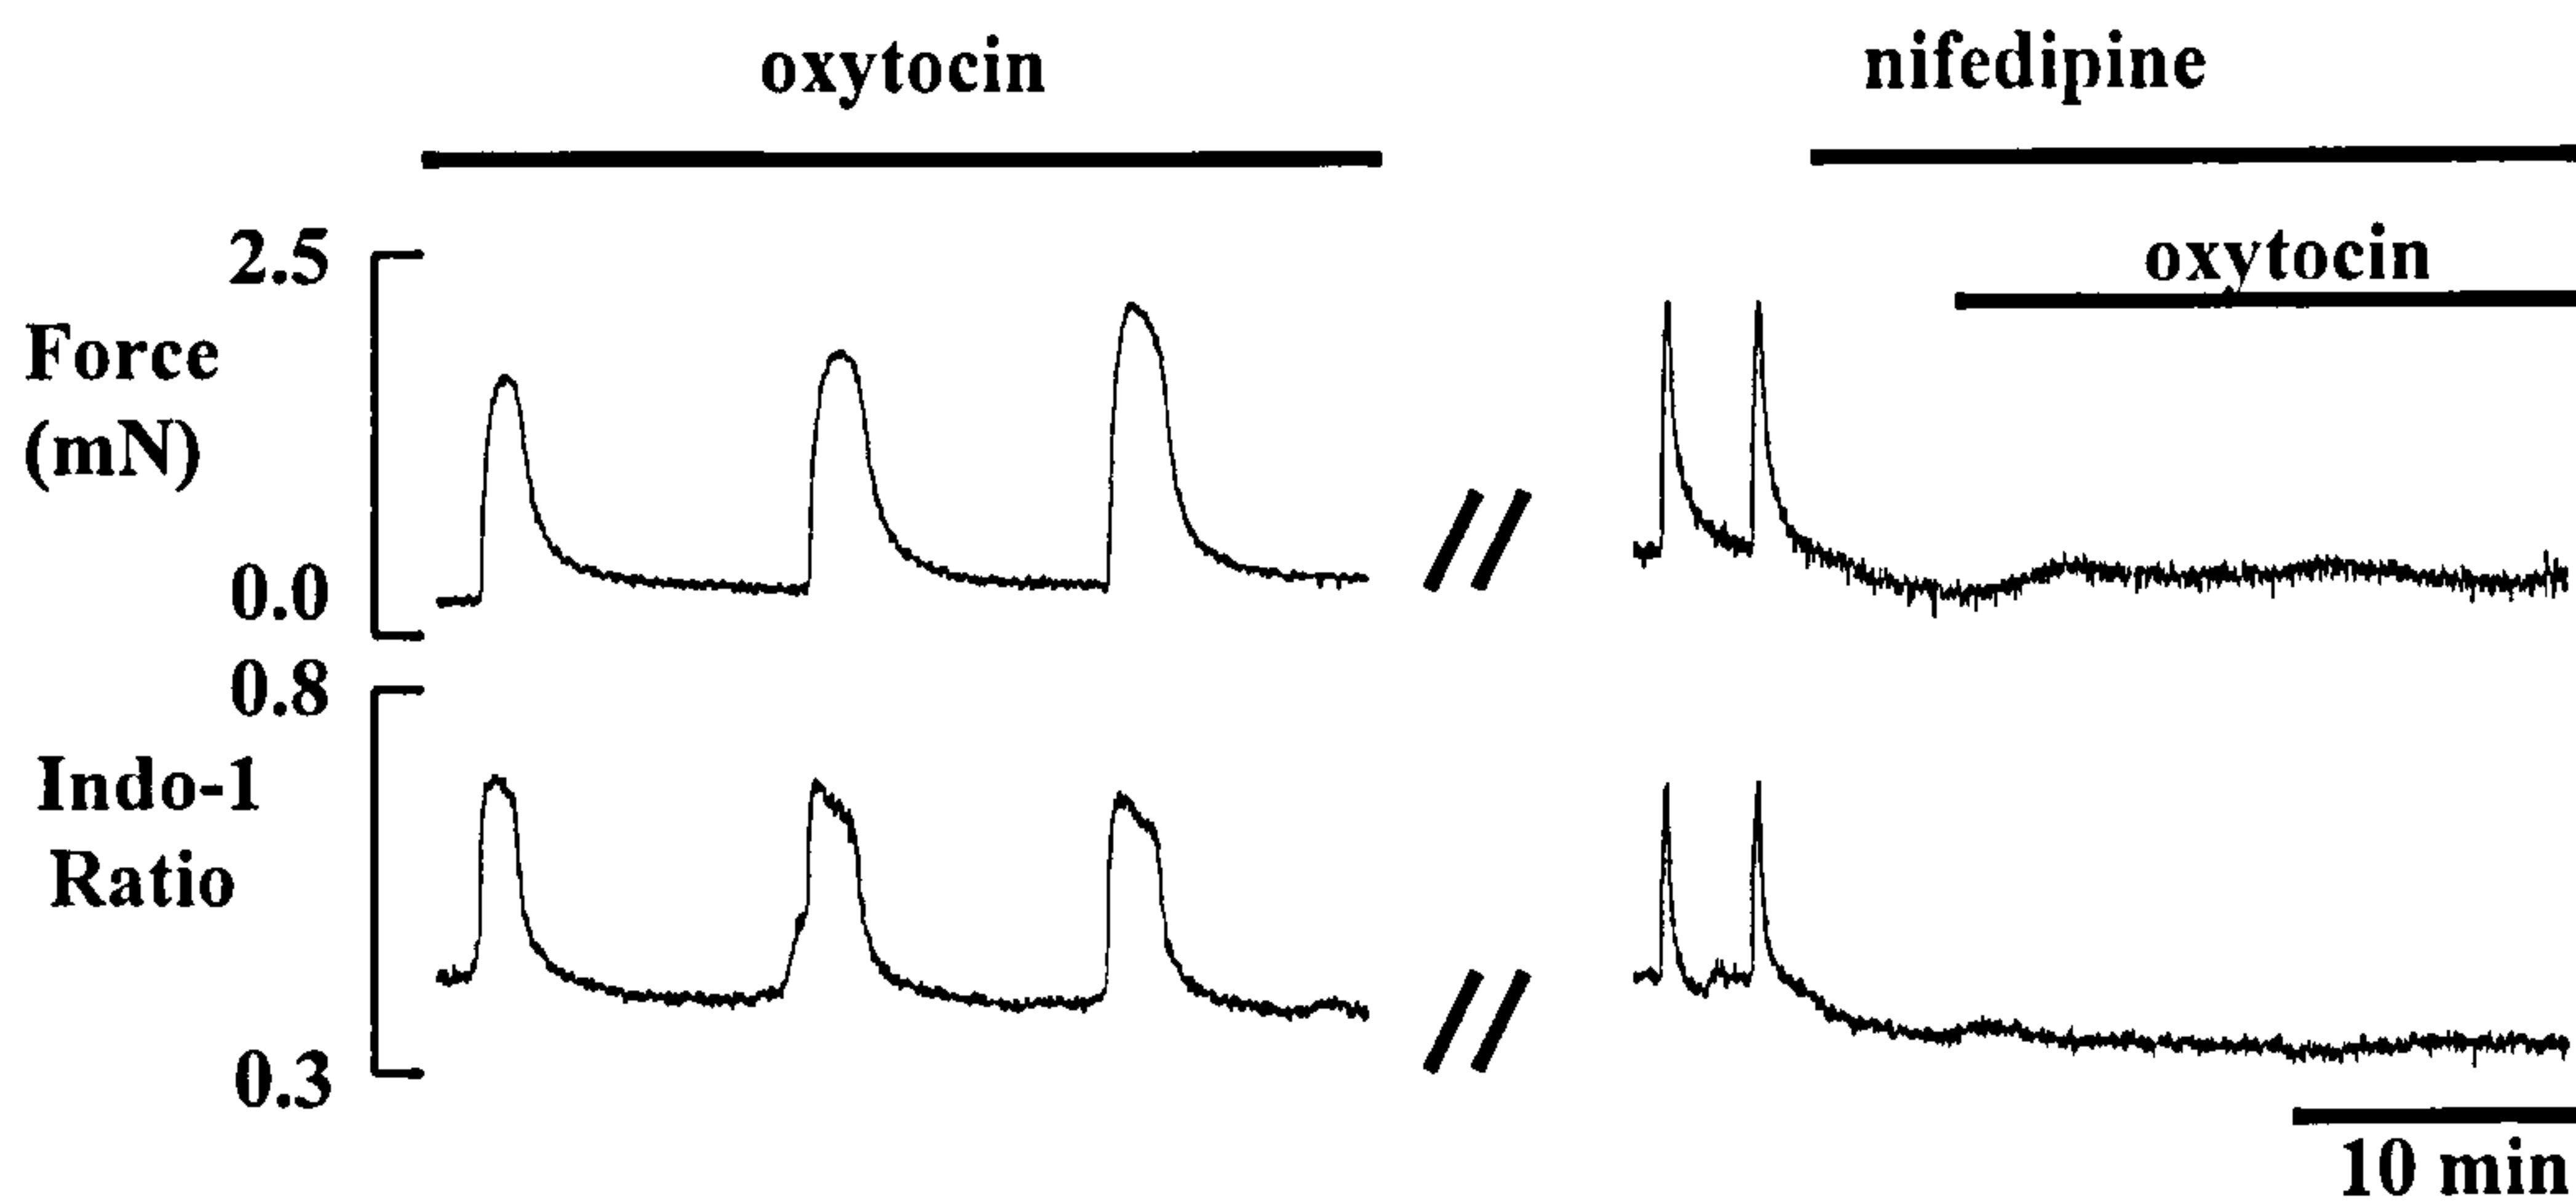 oxytocin
nifedipine
oxytocin
2.5
Force
(mN)
0.0
0.8
Indo-1
Ratio
0.3
10 min